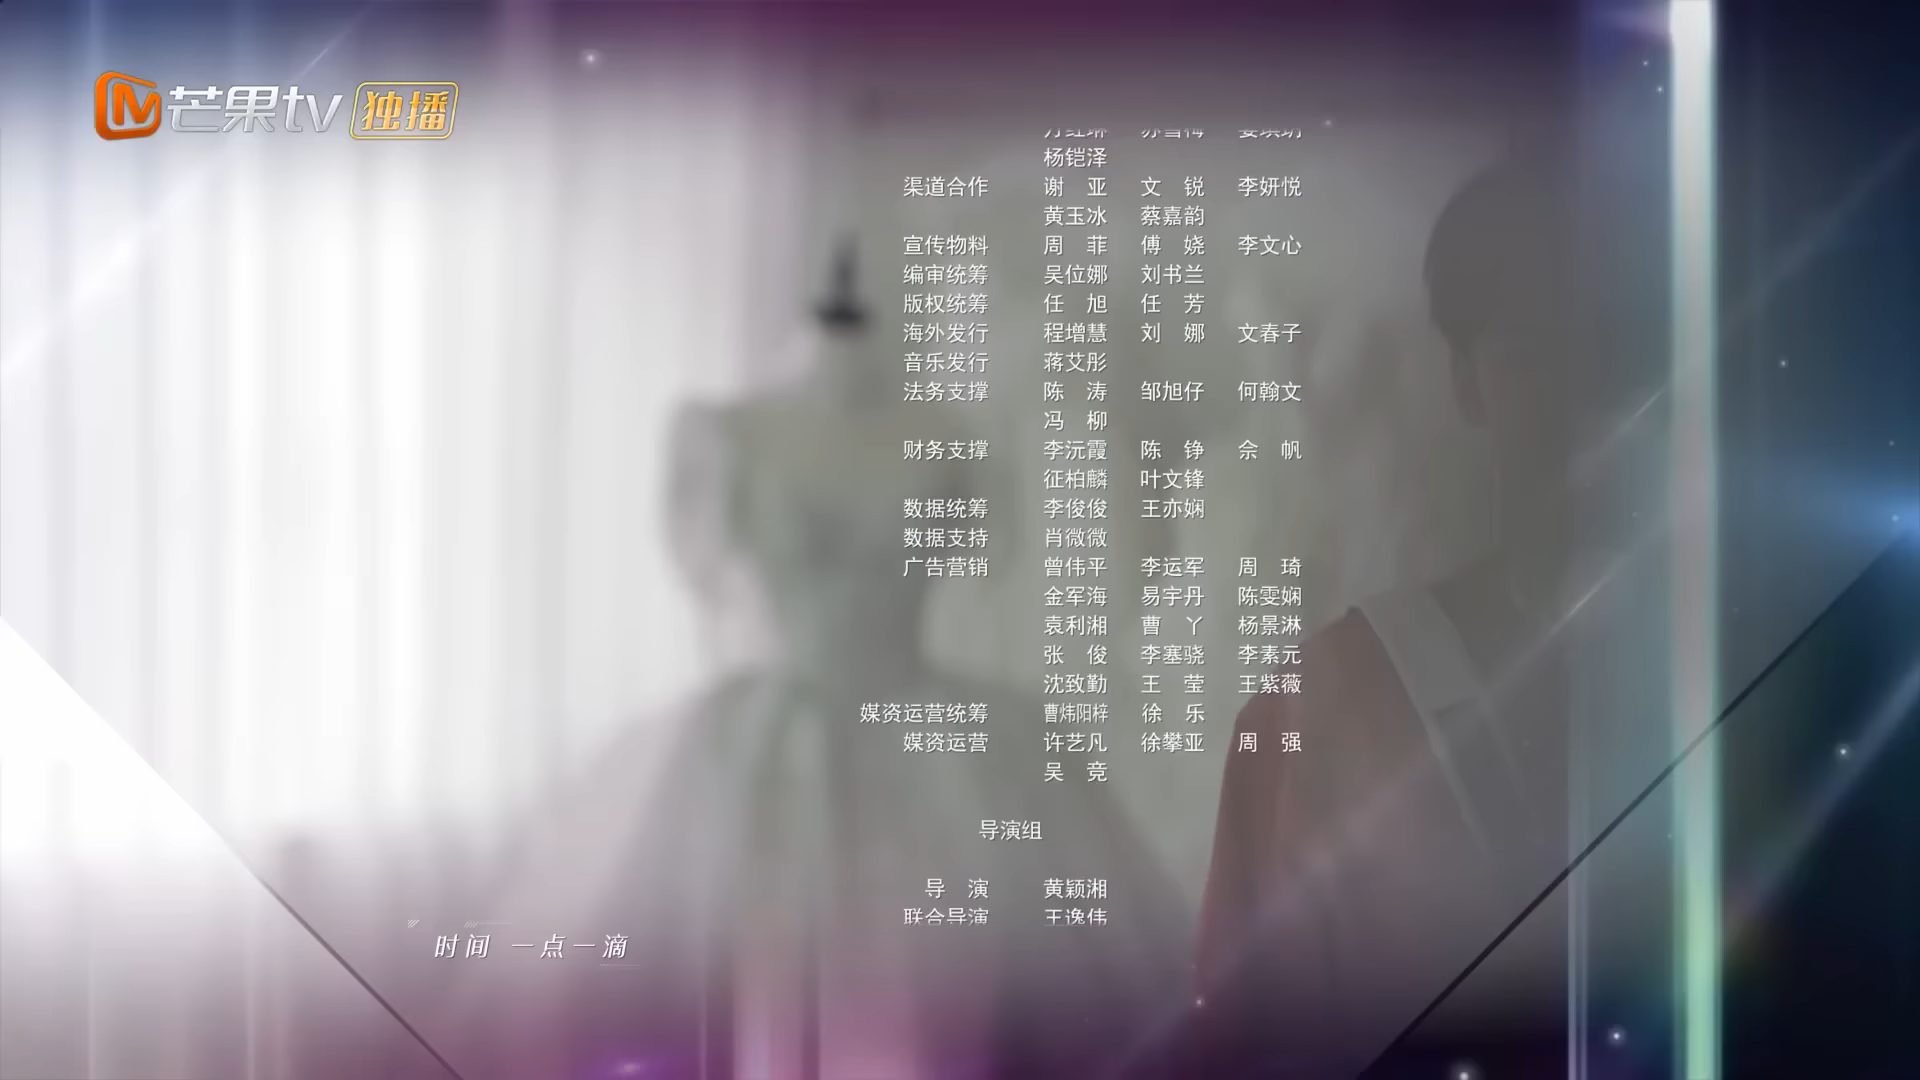 芒果tv 独播
杨铠泽
渠道合作 谢 亚 文 锐 李妍悦
黄玉冰 蔡嘉韵
宣传物料 周 菲 傅 娆 李文心
编审统筹 吴位娜 刘书兰
版权统筹 任 旭 任 芳
海外发行 程增慧 刘 娜 文春子
音乐发行 蒋艾彤
法务支撑 陈 涛 邹旭仔 何翰文
冯 柳
财务支撑 李沅霞 陈 铮 佘 帆
征柏麟 叶文锋
数据统筹 李俊俊 王亦娴
数据支持 肖微微
广告营销 曾伟平 李运军 周 琦
金军海 易宇丹 陈雯娴
袁利湘 曹 丫 杨景淋
张 俊 李塞骁 李素元
沈致勤 王 莹 王紫薇
媒资运营统筹 曹炜阳梓 徐 乐
媒资运营 许艺凡 徐攀亚 周 强
吴 竞
导演组
导 演 黄颖湘
联合导演 王逸伟
时间 一点一滴